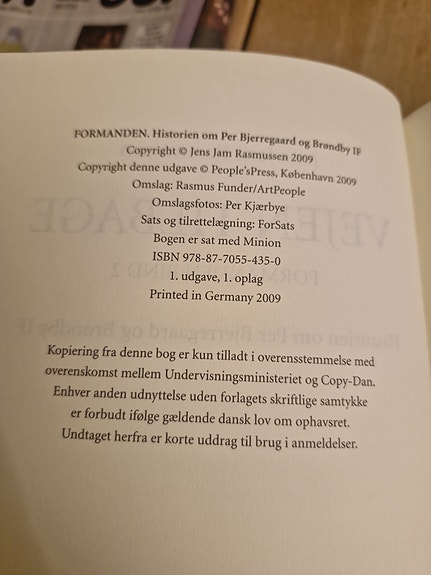 FORMANDEN. Historien om Per Bjerregaard og Brøndby IF
Copyright © Jens Jam Rasmussen 2009
Copyright denne udgave © People'sPress, København 2009
Omslag: Rasmus Funder/ArtPeople
Omslagsfotos: Per Kjærbye
Sats og tilrettelægning: ForSats
Bogen er sat med Minion
ISBN 978-87-7055-435-0
1. udgave, 1. oplag
Printed in Germany 2009
Kopiering fra denne bog er kun tilladt i overensstemmelse med
overenskomst mellem Undervisningsministeriet og Copy-Dan.
Enhver anden udnyttelse uden forlagets skriftlige samtykke
er forbudt ifølge gældende dansk lov om ophavsret.
Undtaget herfra er korte uddrag til brug i anmeldelser.